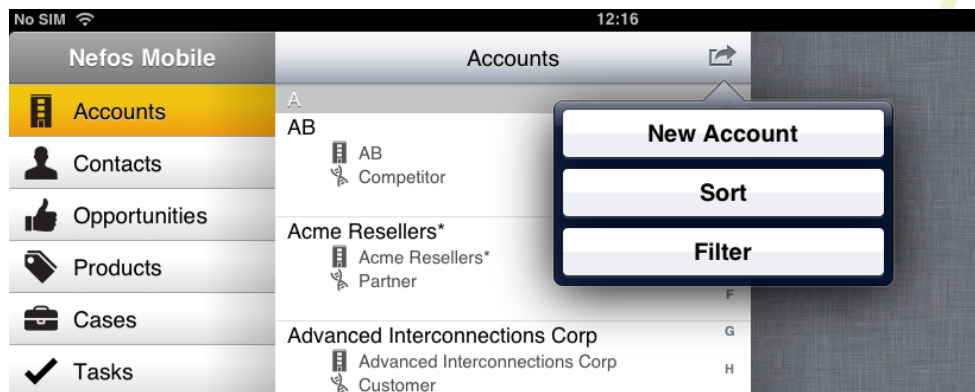 No SIM 12:16
Nefos Mobile
Accounts
Contacts
Opportunities
Products
Cases
Tasks
Accounts
A
AB
AB
Competitor
Acme Resellers*
Acme Resellers*
Partner
Advanced Interconnections Corp
Advanced Interconnections Corp
Customer
New Account
Sort
Filter
F
G
H